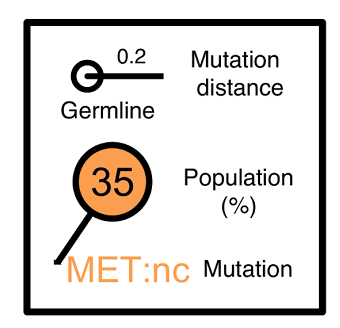 0.2 Mutation
distance
Germline
35 Population
(%)
MET:nc Mutation